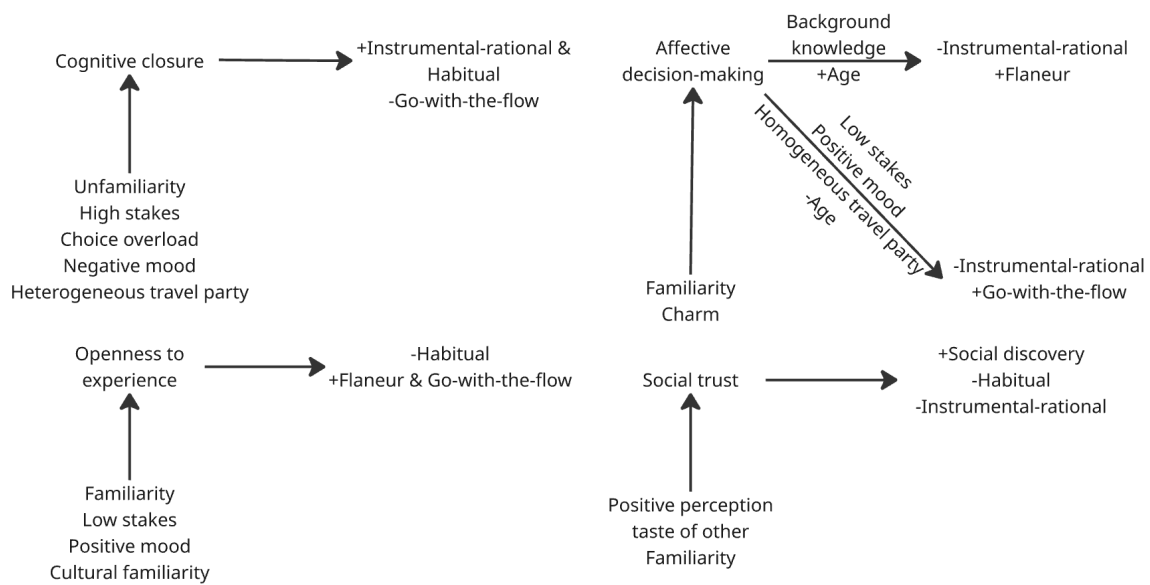 Cognitive closure
+Instrumental-rational &
Habitual
-Go-with-the-flow
Unfamiliarity
High stakes
Choice overload
Negative mood
Heterogeneous travel party
Affective
decision-making
Background
knowledge
+Age
-Instrumental-rational
+Flaneur
Low stakes
Positive mood
Homogeneous travel party
-Age
-Instrumental-rational
+Go-with-the-flow
Familiarity
Charm
Openness to
experience
-Habitual
+Flaneur & Go-with-the-flow
Familiarity
Low stakes
Positive mood
Cultural familiarity
Social trust
+Social discovery
-Habitual
-Instrumental-rational
Positive perception
taste of other
Familiarity